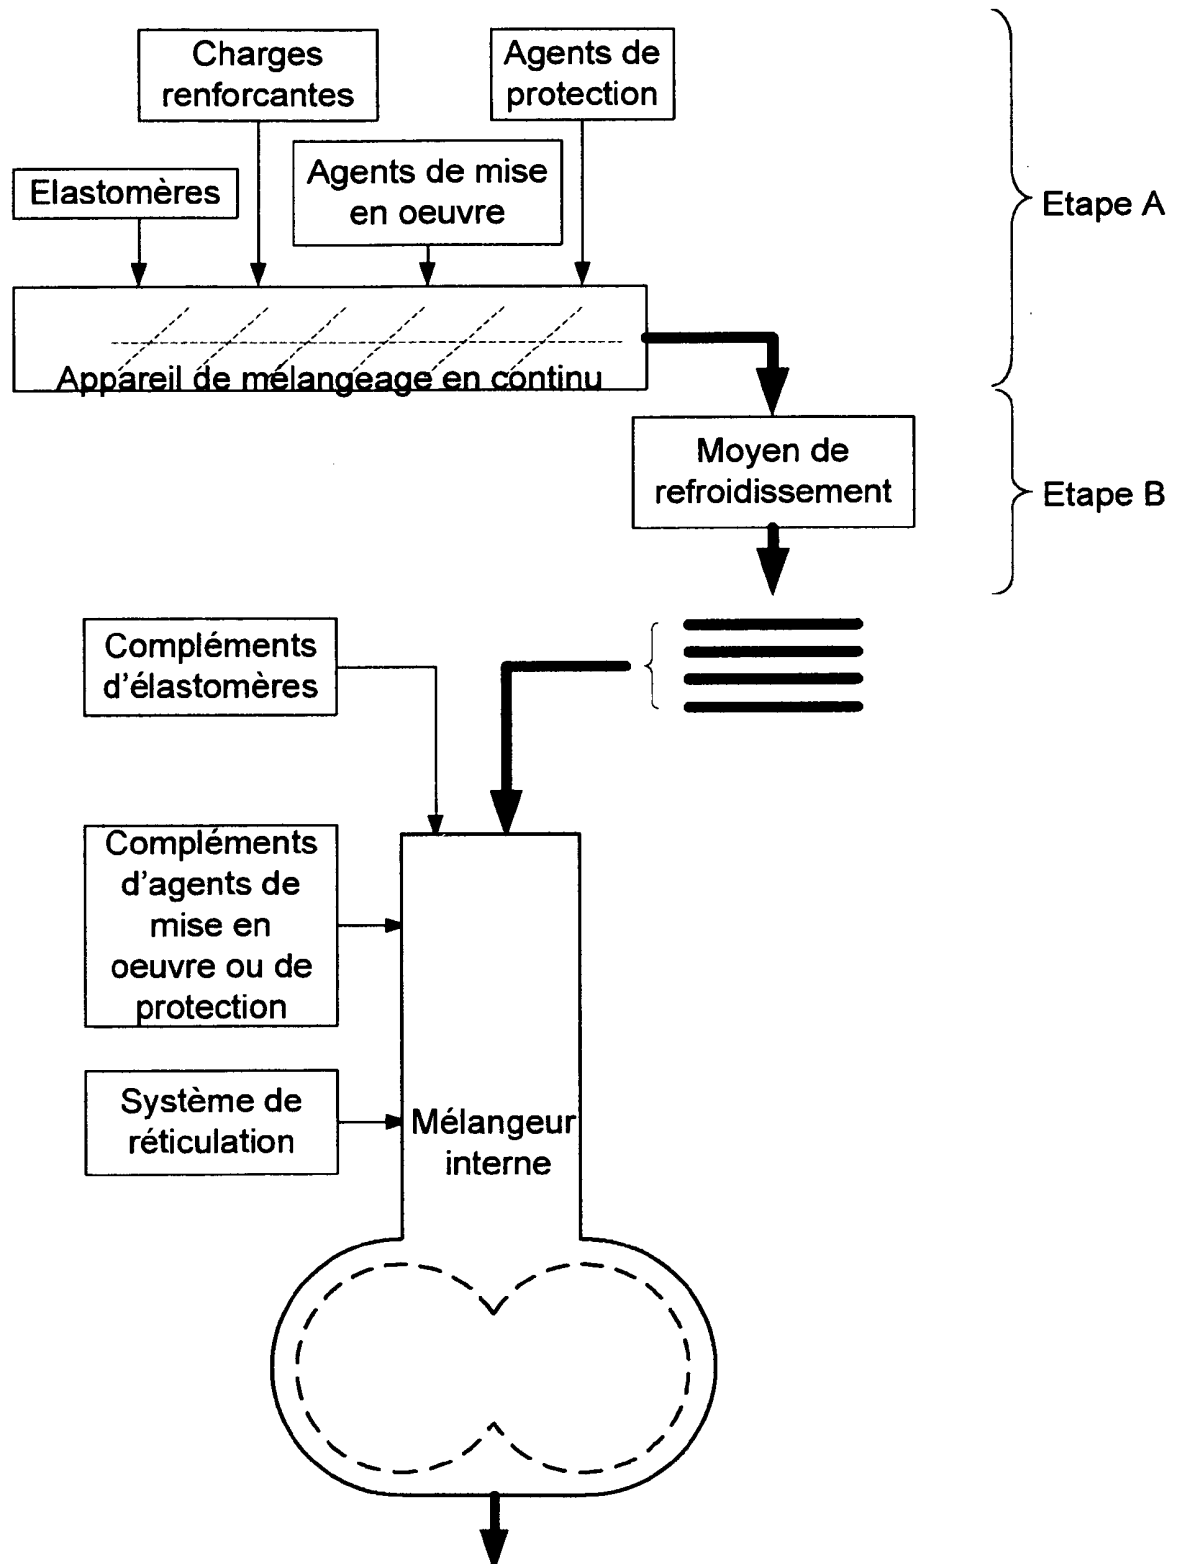 Charges
renforcantes
Agents de
protection
Elastomères
Agents de mise
en oeuvre
Etape A
Appareil de mélangeage en continu
Moyen de
refroidissement
Etape B
Compléments
d'élastomères
Compléments
d'agents de
mise en
oeuvre ou de
protection
Système de
réticulation
Mélangeur
interne